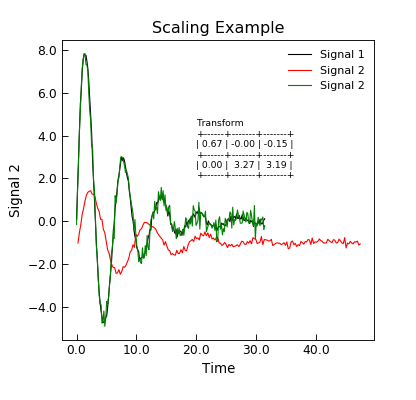 Scaling Example
8.0
6.0
4.0
2.0
0.0
−2.0
−4.0
Signal 2
Signal 1
Signal 2
Signal 2
Transform
+-------+--------+--------+
| 0.67 | -0.00 | -0.15 |
+-------+--------+--------+
| 0.00 | 3.27 | 3.19 |
+-------+--------+--------+
0.0 10.0 20.0 30.0 40.0
Time